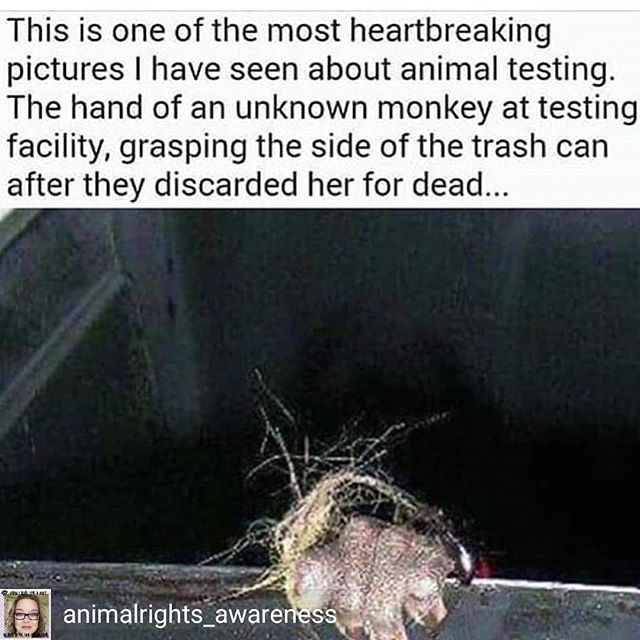 This is one of the most heartbreaking
pictures I have seen about animal testing.
The hand of an unknown monkey at testing
facility, grasping the side of the trash can
after they discarded her for dead...
animalrights_awareness